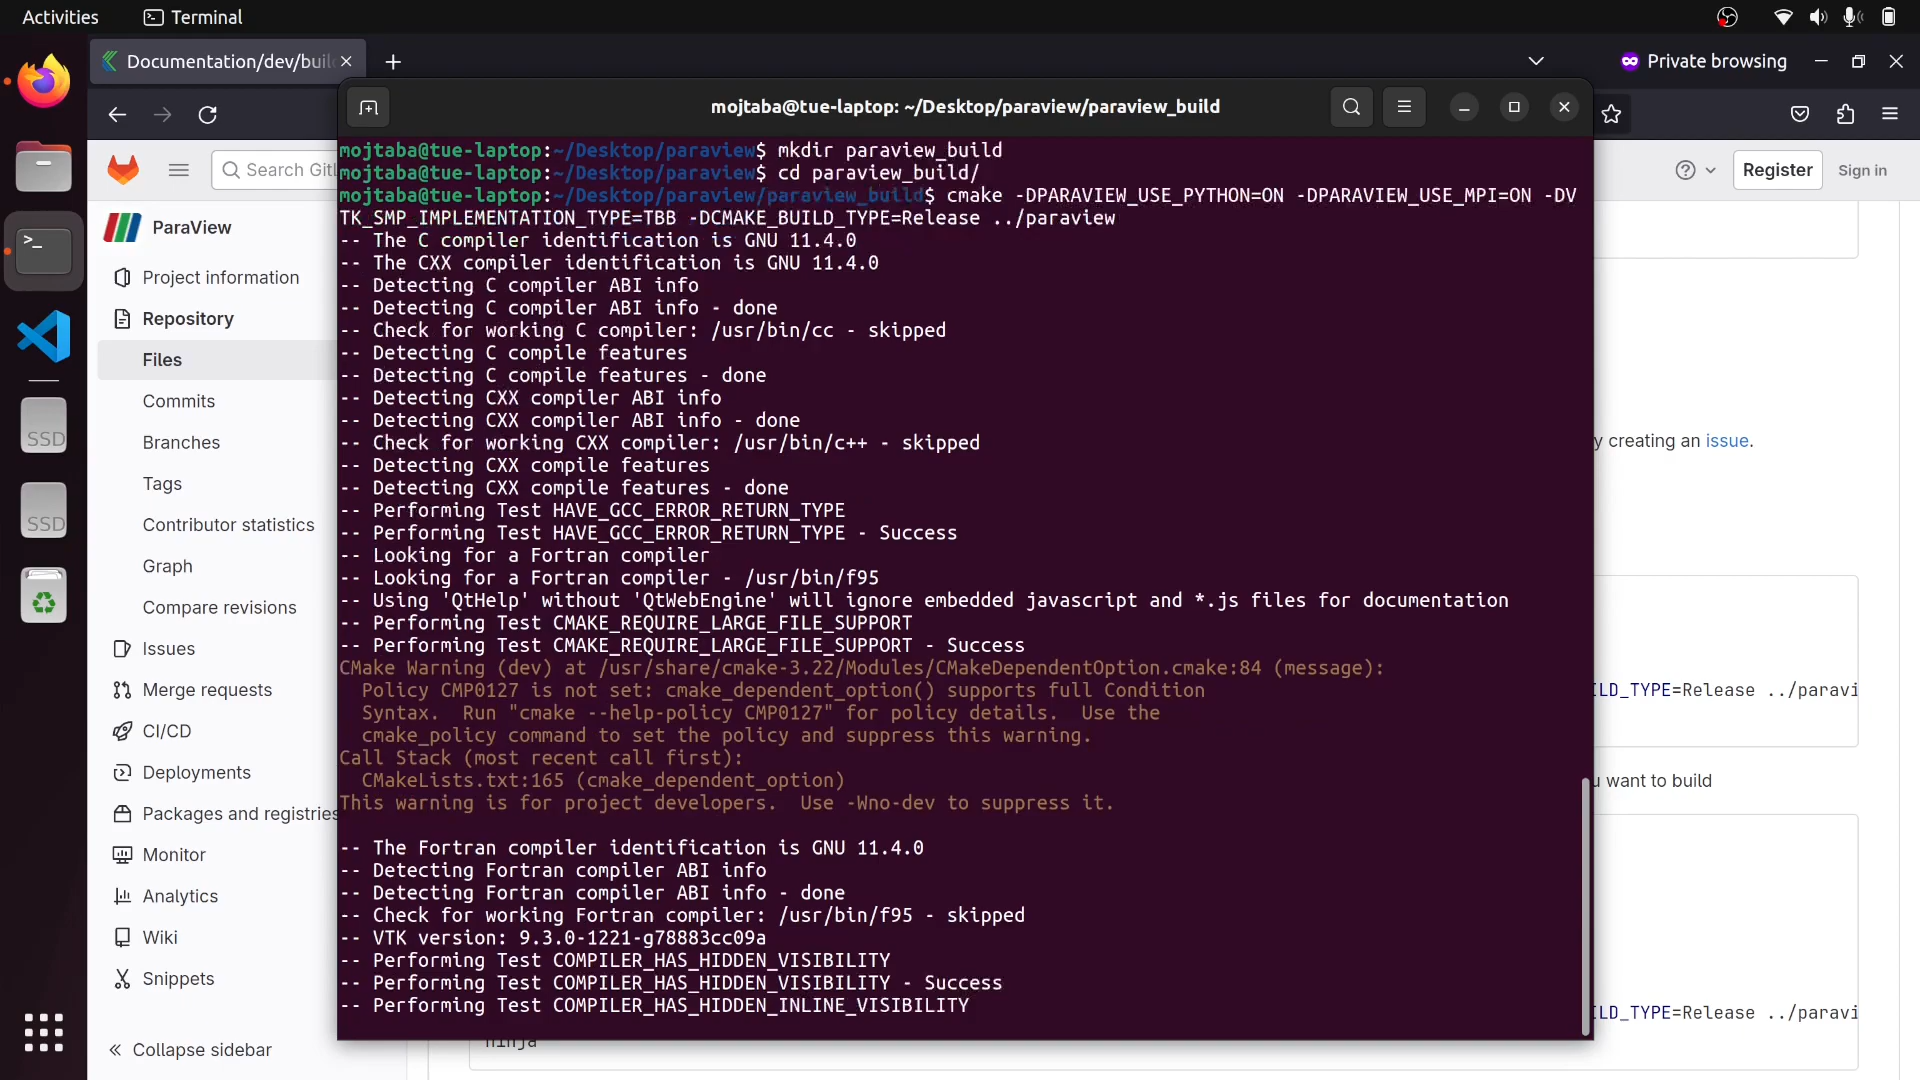 Activities
Terminal
Documentation/dev/buil
Private browsing
mojtaba@tue-laptop: ~/Desktop/paraview/paraview_build
Search GitL
Register
Sign in
ParaView
Project information
Repository
Files
Commits
Branches
Tags
Contributor statistics
Graph
Compare revisions
Issues
Merge requests
CI/CD
Deployments
Packages and registries
Monitor
Analytics
Wiki
Snippets
Collapse sidebar
SSD
SSD
mojtaba@tue-laptop:~/Desktop/paraview$ mkdir paraview_build
mojtaba@tue-laptop:~/Desktop/paraview$ cd paraview_build/
mojtaba@tue-laptop:~/Desktop/paraview/paraview_build$ cmake -DPARAVIEW_USE_PYTHON=ON -DPARAVIEW_USE_MPI=ON -DV
TK_SMP_IMPLEMENTATION_TYPE=TBB -DCMAKE_BUILD_TYPE=Release ../paraview
-- The C compiler identification is GNU 11.4.0
-- The CXX compiler identification is GNU 11.4.0
-- Detecting C compiler ABI info
-- Detecting C compiler ABI info - done
-- Check for working C compiler: /usr/bin/cc - skipped
-- Detecting C compile features
-- Detecting C compile features - done
-- Detecting CXX compiler ABI info
-- Detecting CXX compiler ABI info - done
-- Check for working CXX compiler: /usr/bin/c++ - skipped
-- Detecting CXX compile features
-- Detecting CXX compile features - done
-- Performing Test HAVE_GCC_ERROR_RETURN_TYPE
-- Performing Test HAVE_GCC_ERROR_RETURN_TYPE - Success
-- Looking for a Fortran compiler
-- Looking for a Fortran compiler - /usr/bin/f95
-- Using 'QtHelp' without 'QtWebEngine' will ignore embedded javascript and *.js files for documentation
-- Performing Test CMAKE_REQUIRE_LARGE_FILE_SUPPORT
-- Performing Test CMAKE_REQUIRE_LARGE_FILE_SUPPORT - Success
CMake Warning (dev) at /usr/share/cmake-3.22/Modules/CMakeDependentOption.cmake:84 (message):
  Policy CMP0127 is not set: cmake_dependent_option() supports full Condition
  Syntax.  Run "cmake --help-policy CMP0127" for policy details.  Use the
  cmake_policy command to set the policy and suppress this warning.
Call Stack (most recent call first):
  CMakeLists.txt:165 (cmake_dependent_option)
This warning is for project developers.  Use -Wno-dev to suppress it.
-- The Fortran compiler identification is GNU 11.4.0
-- Detecting Fortran compiler ABI info
-- Detecting Fortran compiler ABI info - done
-- Check for working Fortran compiler: /usr/bin/f95 - skipped
-- VTK version: 9.3.0-1221-g78883cc09a
-- Performing Test COMPILER_HAS_HIDDEN_VISIBILITY
-- Performing Test COMPILER_HAS_HIDDEN_VISIBILITY - Success
-- Performing Test COMPILER_HAS_HIDDEN_INLINE_VISIBILITY
y creating an issue.
ILD_TYPE=Release ../paravi
u want to build
ILD_TYPE=Release ../paravi
ninja